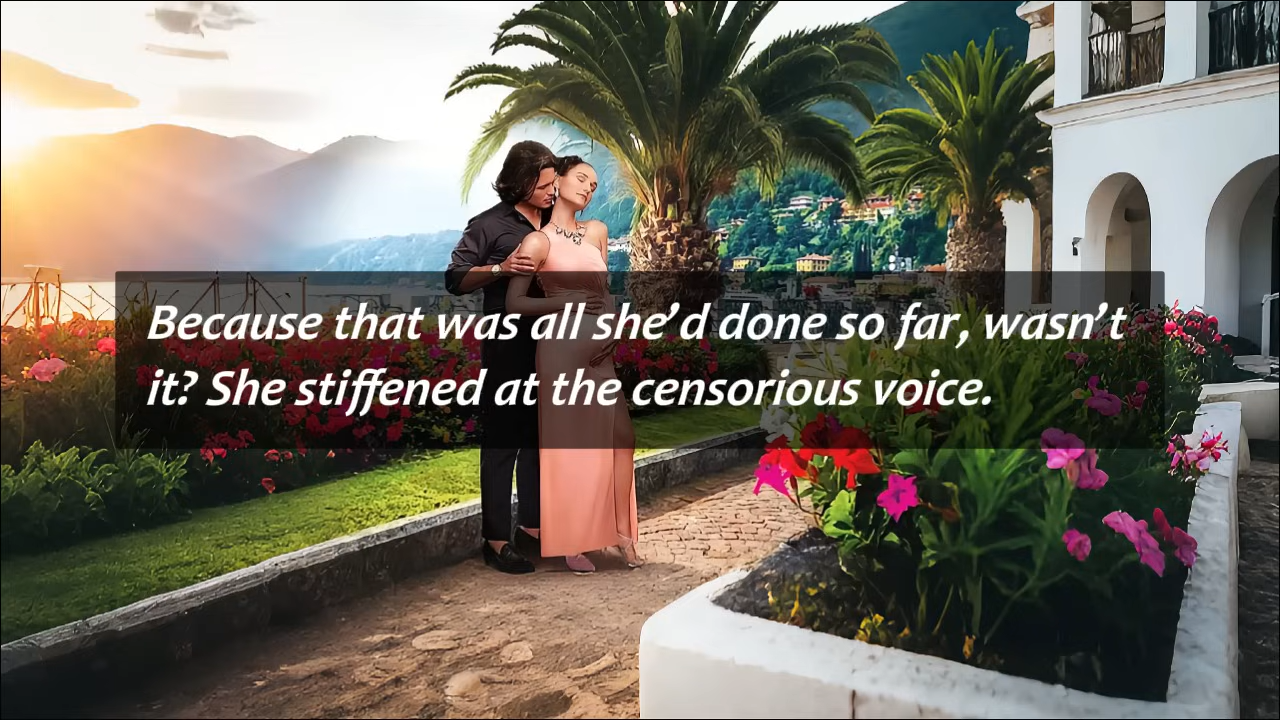 Because that was all she’d done so far, wasn’t
it? She stiffened at the censorious voice.